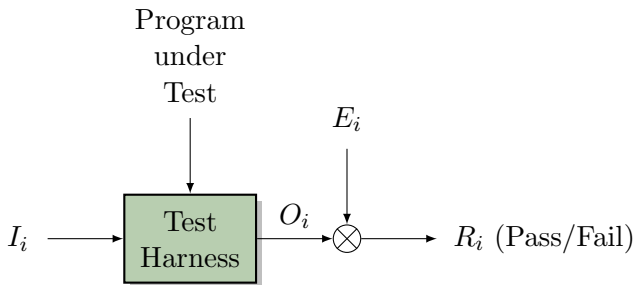 Program
under
Test
E_i
I_i
Test
Harness
O_i
R_i (Pass/Fail)